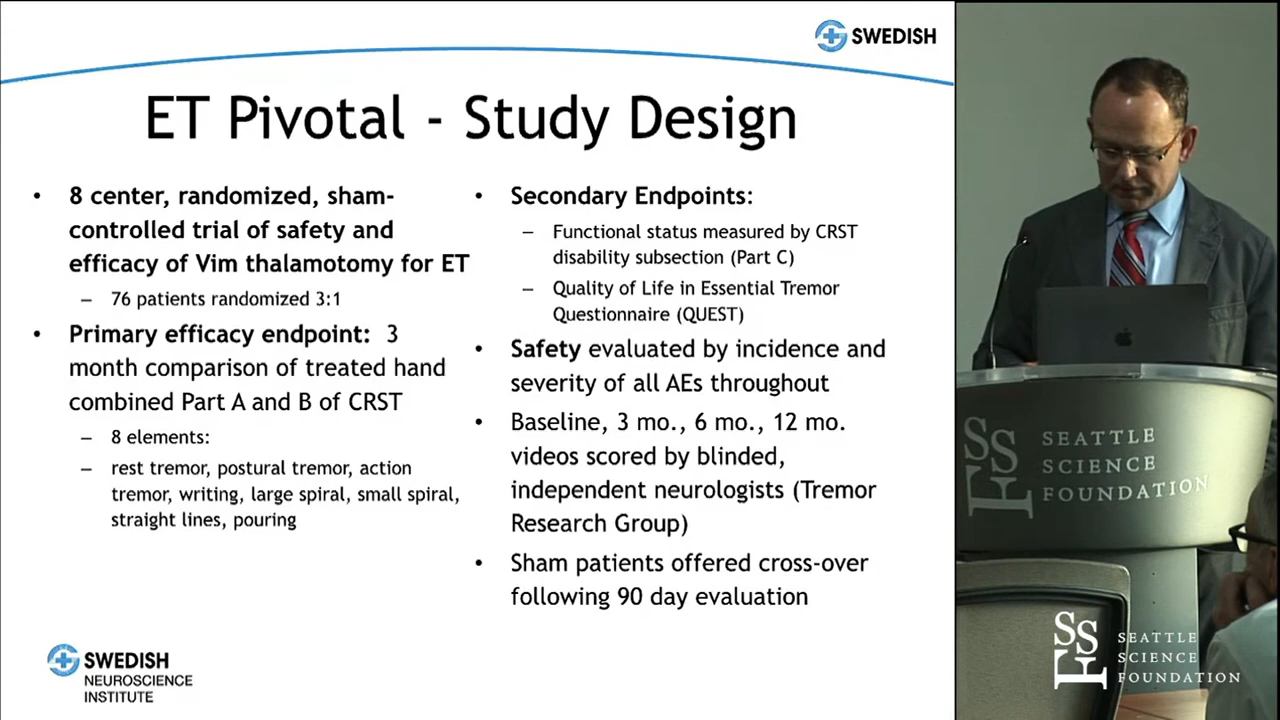 SWEDISH
ET Pivotal - Study Design
• 8 center, randomized, sham-
controlled trial of safety and
efficacy of Vim thalamotomy for ET
– 76 patients randomized 3:1
• Primary efficacy endpoint: 3
month comparison of treated hand
combined Part A and B of CRST
– 8 elements:
– rest tremor, postural tremor, action
tremor, writing, large spiral, small spiral,
straight lines, pouring
• Secondary Endpoints:
– Functional status measured by CRST
disability subsection (Part C)
– Quality of Life in Essential Tremor
Questionnaire (QUEST)
• Safety evaluated by incidence and
severity of all AEs throughout
• Baseline, 3 mo., 6 mo., 12 mo.
videos scored by blinded,
independent neurologists (Tremor
Research Group)
• Sham patients offered cross-over
following 90 day evaluation
SWEDISH
NEUROSCIENCE
INSTITUTE
SSF
SEATTLE
SCIENCE
FOUNDATION
SSF
SEATTLE
SCIENCE
FOUNDATION